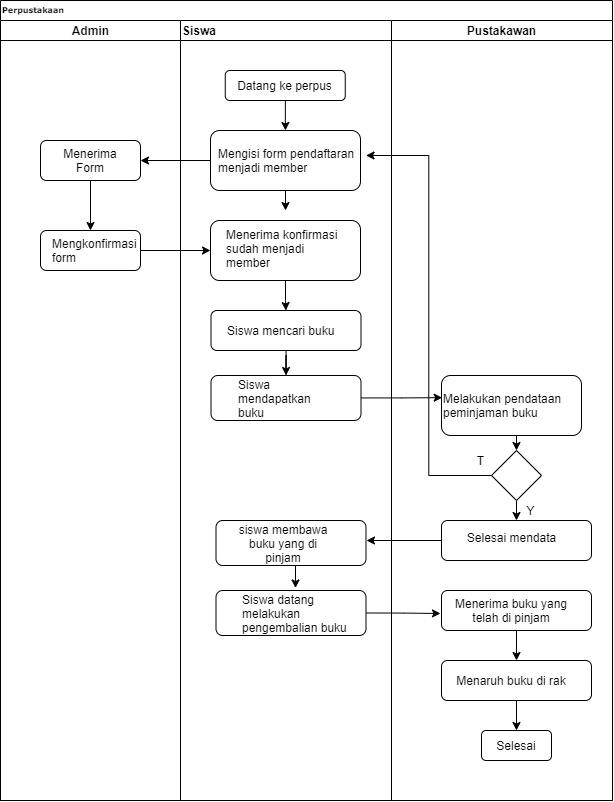 Perpustakaan
Admin
Siswa
Pustakawan
Datang ke perpus
Mengisi form pendaftaran
menjadi member
Menerima
Form
Menerima konfirmasi
sudah menjadi
member
Mengkonfirmasi
form
Siswa mencari buku
Siswa
mendapatkan
buku
Melakukan pendataan
peminjaman buku
T
Y
siswa membawa
buku yang di
pinjam
Selesai mendata
Siswa datang
melakukan
pengembalian buku
Menerima buku yang
telah di pinjam
Menaruh buku di rak
Selesai